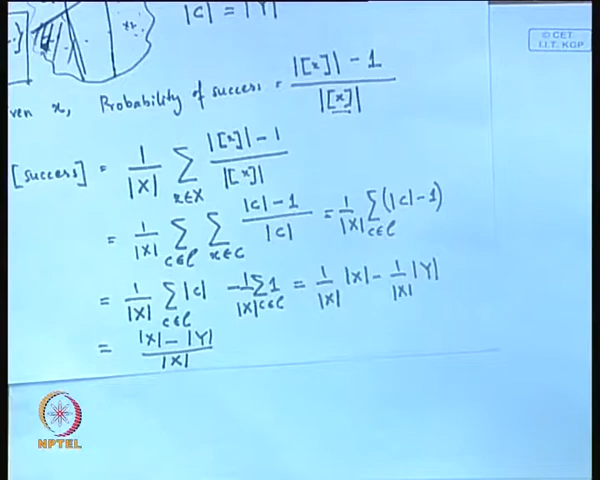 |C| = |Y|
x₂
© CET
I.I.T. KGP
ven x, Probability of success = |[x]| - 1 / |[x]|
[success] = 1/|X| ∑_{x∈X} |[x]| - 1 / |[x]|
= 1/|X| ∑_{c∈ℓ} ∑_{x∈c} |c| - 1 / |c| = 1/|X| ∑_{c∈ℓ} (|c| - 1)
= 1/|X| ∑_{c∈ℓ} |c| - 1/|X| ∑_{c∈ℓ} 1 = 1/|X| |X| - 1/|X| |Y|
= |X| - |Y| / |X|
NPTEL